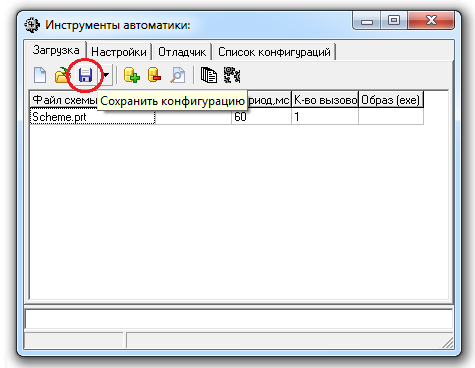 Инструменты автоматики:
Загрузка Настройки Отладчик Список конфигураций
Сохранить конфигурацию
Файл схемы риод,мс К-во вызово Образ (exe)
Scheme.prt 60 1